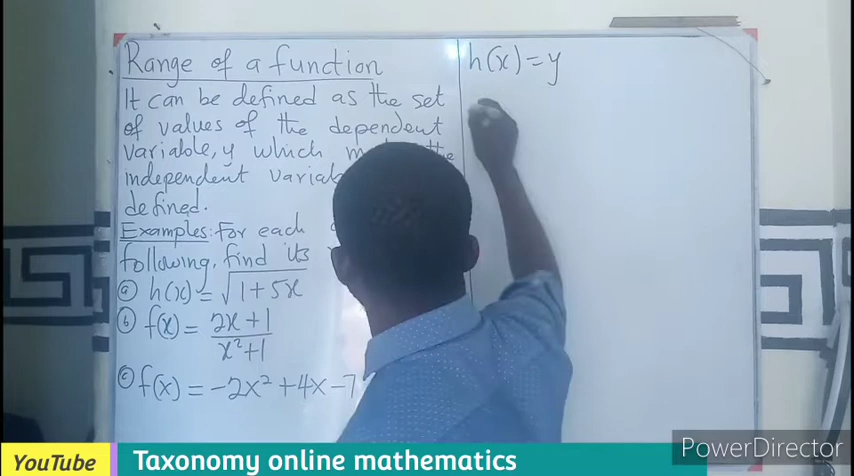 Range of a function
It can be defined as the set
of values of the dependent
variable, y which the
independent
defined.
Examples: For each
following, find its
(a) h(x) = √1+5x
(b) f(x) = 2x+1
x²+1
(c) f(x) = -2x² +4x -7
h(x) = y
YouTube Taxonomy online mathematics
PowerDirector